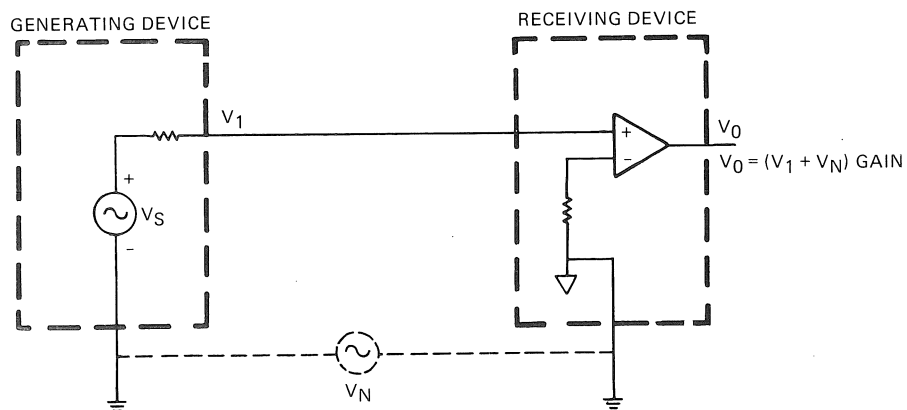 GENERATING DEVICE
RECEIVING DEVICE
V1
V0
V0 = (V1 + VN) GAIN
+
−
+
VS
−
VN